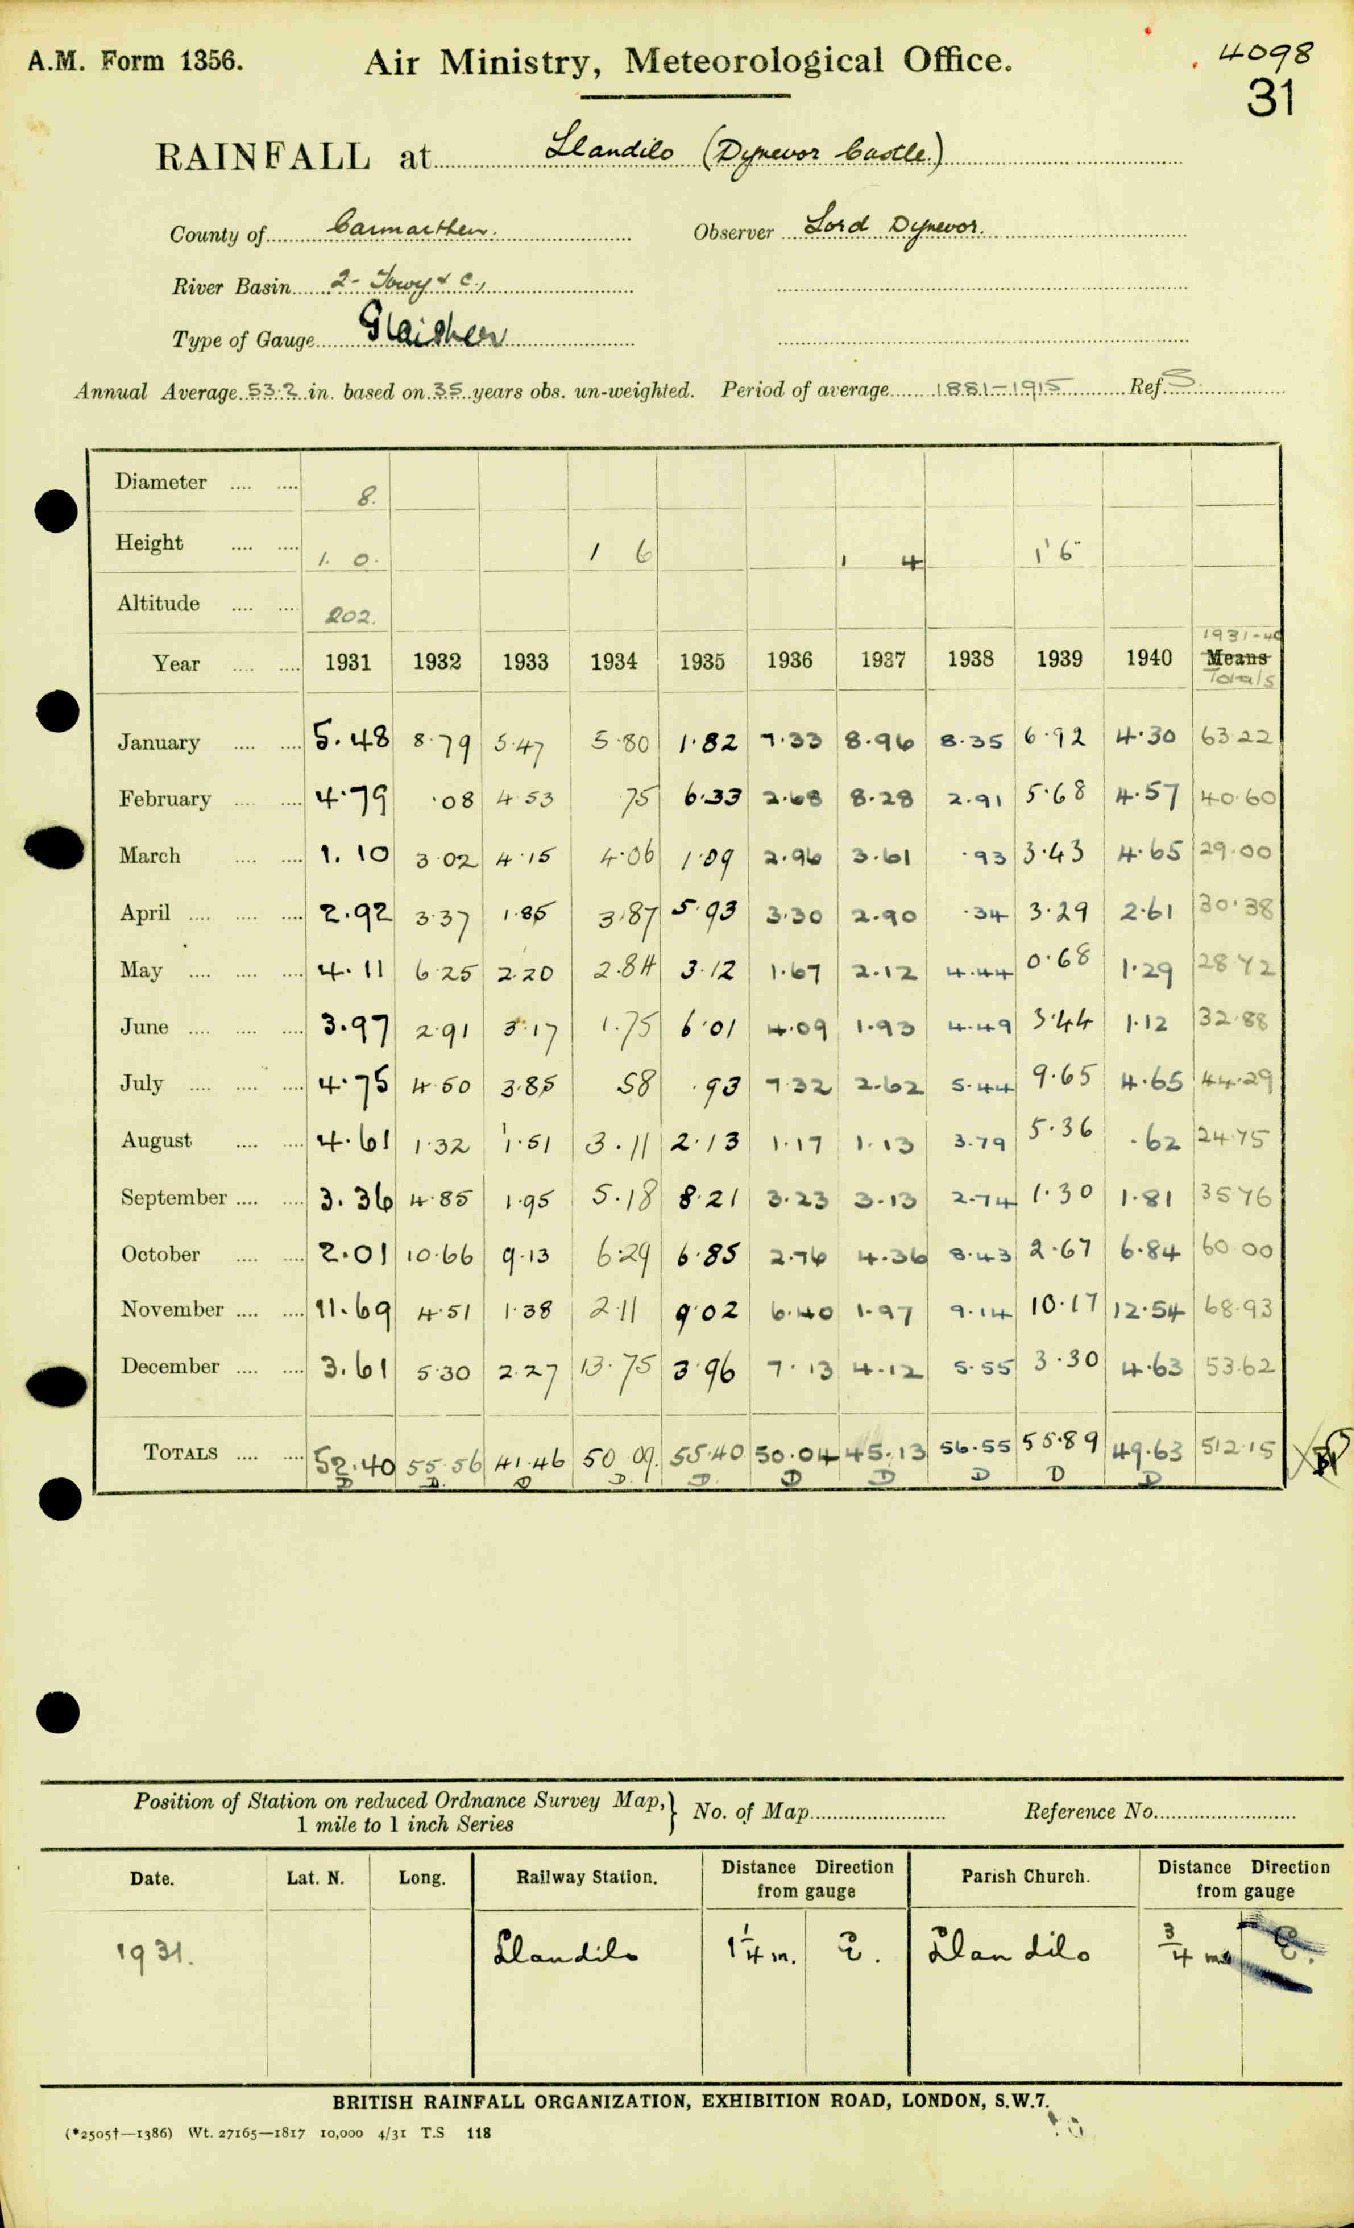 A.M. Form 1356.
Air Ministry, Meteorological Office.
4098
31
RAINFALL at Llandilo (Dynevor Castle)
County of Carmarthen. Observer Lord Dynevor.
River Basin 2- Towy & c.,
Type of Gauge Glaisher
Annual Average 53.2 in. based on 35 years obs. un-weighted. Period of average 1881-1915 Ref. S.
Diameter .... .... 8.
Height .... .... 1. 0. 1 6 1 4 1'6"
Altitude .... .... 202.
1931-40
Year .... .... 1931 1932 1933 1934 1935 1936 1937 1938 1939 1940 Means
Totals
January .... .... 5.48 8.79 5.47 5.80 1.82 7.33 8.96 8.35 6.92 4.30 63.22
February .... .... 4.79 .08 4.53 75 6.33 2.68 8.28 2.91 5.68 4.57 40.60
March .... .... 1.10 3.02 4.15 4.06 1.09 2.96 3.61 .93 3.43 4.65 29.00
April .... .... .... 2.92 3.37 1.85 3.87 5.93 3.30 2.90 .34 3.29 2.61 30.38
May .... .... .... 4.11 6.25 2.20 2.84 3.12 1.67 2.12 4.44 0.68 1.29 28.72
June .... .... .... 3.97 2.91 3.17 1.75 6.01 4.09 1.93 4.49 3.44 1.12 32.88
July .... .... .... 4.75 4.50 3.85 58 .93 7.32 2.62 5.44 9.65 4.65 44.29
August .... .... 4.61 1.32 1.51 3.11 2.13 1.17 1.13 3.79 5.36 .62 24.75
September .... .... 3.36 4.85 1.95 5.18 8.21 3.23 3.13 2.74 1.30 1.81 35.76
October .... .... 2.01 10.66 9.13 6.29 6.85 2.76 4.36 8.43 2.67 6.84 60.00
November .... .... 11.69 4.51 1.38 2.11 9.02 6.40 1.97 9.14 10.17 12.54 68.93
December .... .... 3.61 5.30 2.27 13.75 3.96 7.13 4.12 5.55 3.30 4.63 53.62
TOTALS .... .... 52.40 55.56 41.46 50.09 55.40 50.04 45.13 56.55 55.89 49.63 512.15
D D D D D D D D D D
Position of Station on reduced Ordnance Survey Map,} No. of Map Reference No.
1 mile to 1 inch Series
Date. Lat. N. Long. Railway Station. Distance Direction from gauge Parish Church. Distance Direction from gauge
1931. Llandilo 1 1/4 m. E. Llandilo 3/4 m E.
BRITISH RAINFALL ORGANIZATION, EXHIBITION ROAD, LONDON, S.W.7.
(*2505†—1386) Wt. 27165—1817 10,000 4/31 T.S 118